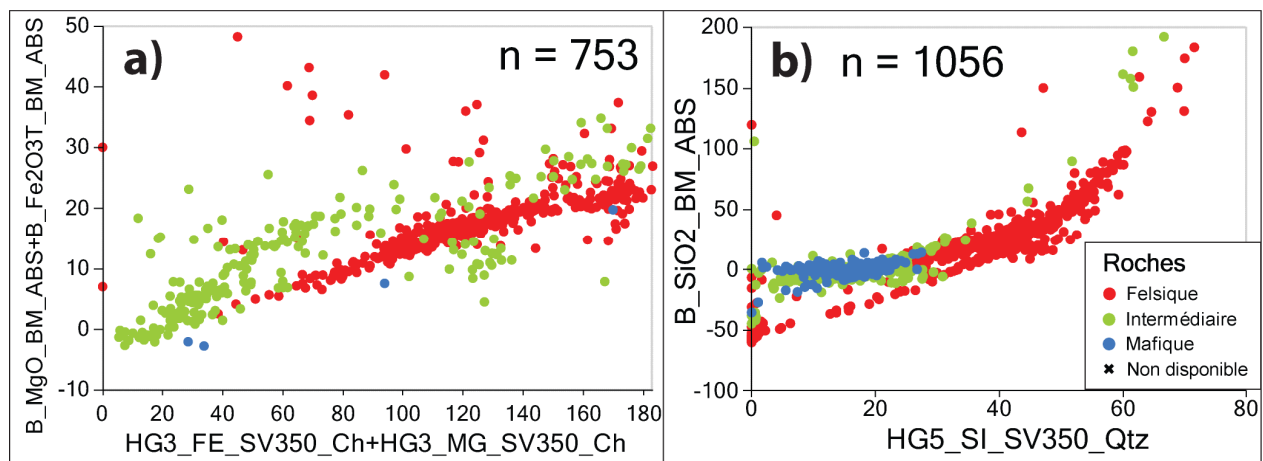 a)
n = 753
50
40
30
20
10
0
-10
0 20 40 60 80 100 120 140 160 180
B_MgO_BM_ABS+B_Fe2O3T_BM_ABS
HG3_FE_SV350_Ch+HG3_MG_SV350_Ch
b) n = 1056
200
150
100
50
0
-50
-100
0 20 40 60 80
B_SiO2_BM_ABS
HG5_SI_SV350_Qtz
Roches
Felsique
Intermédiaire
Mafique
Non disponible